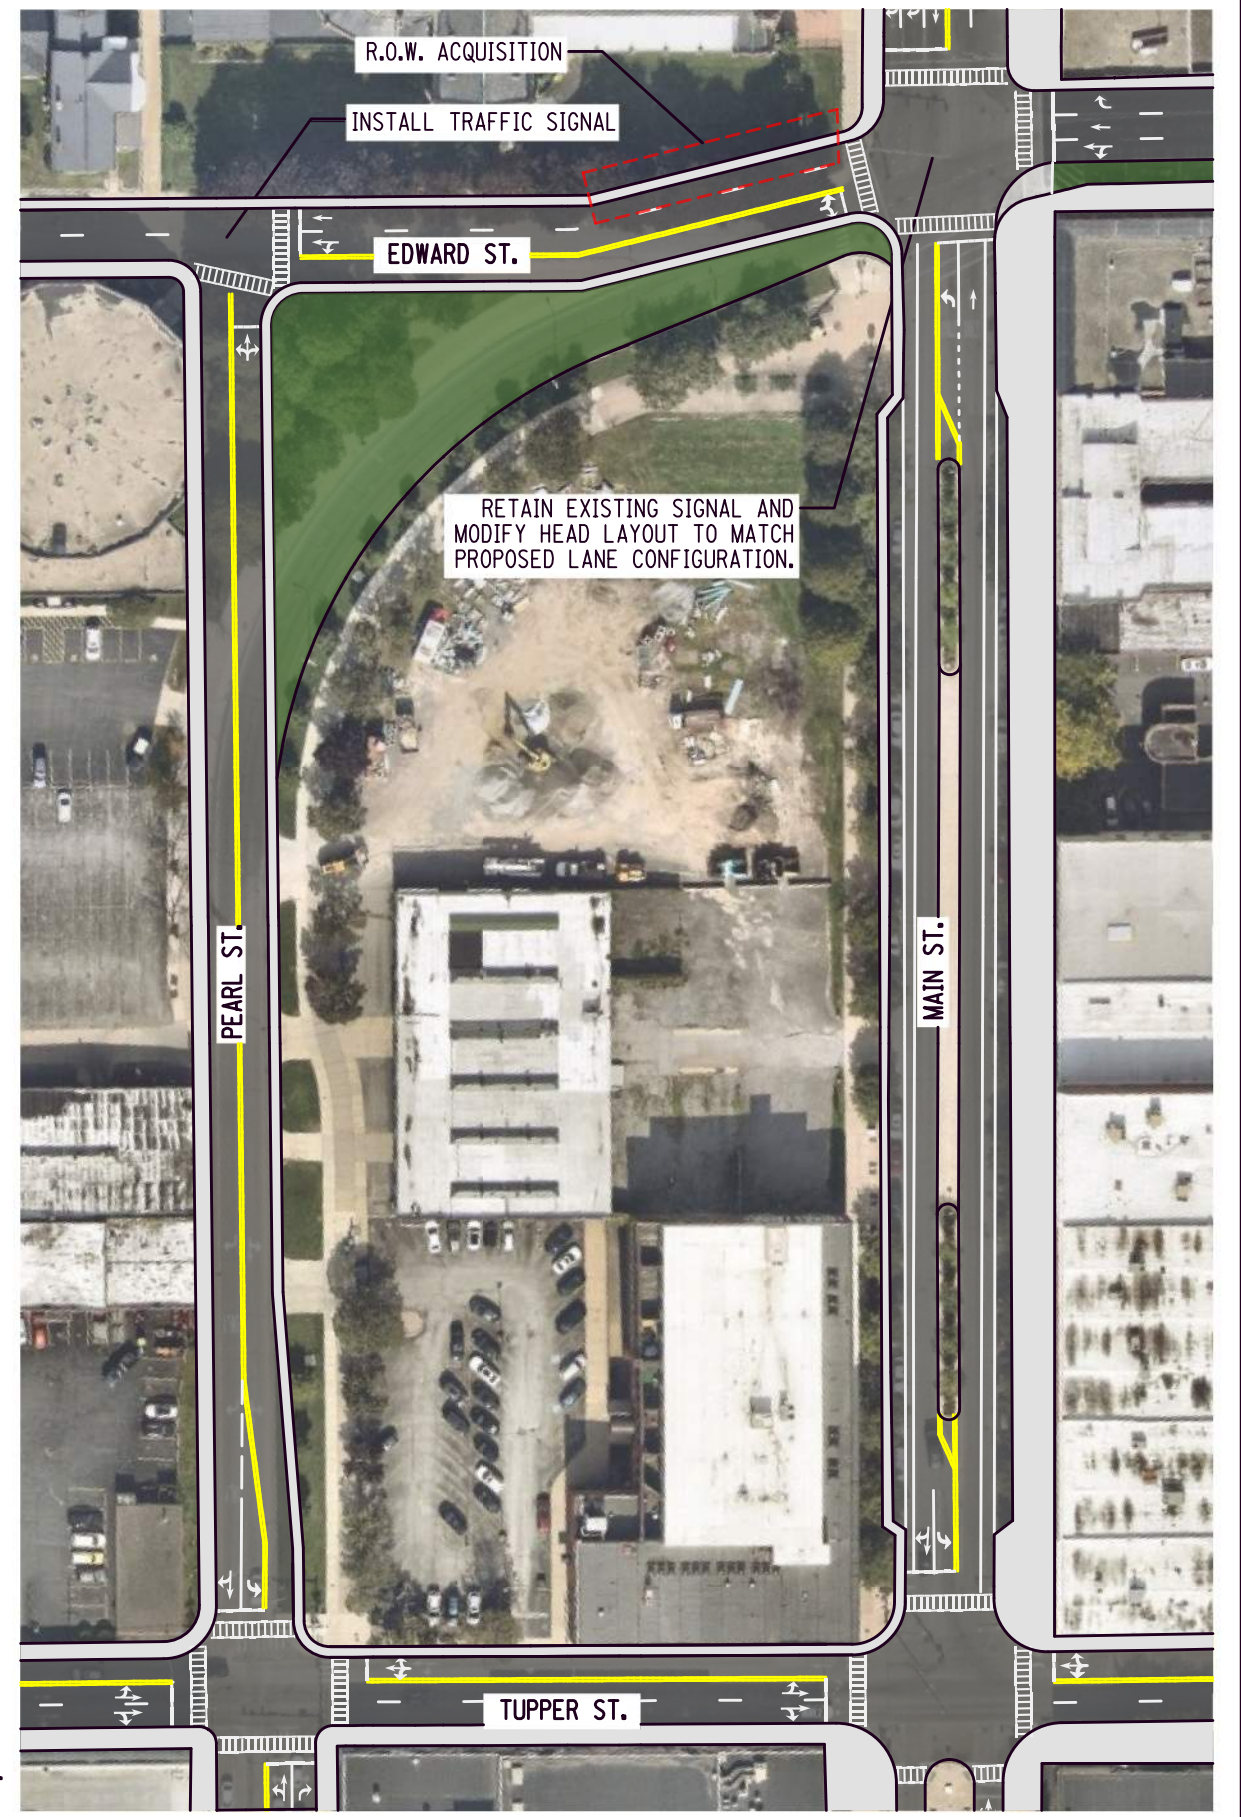 R.O.W. ACQUISITION
INSTALL TRAFFIC SIGNAL
EDWARD ST.
RETAIN EXISTING SIGNAL AND
MODIFY HEAD LAYOUT TO MATCH
PROPOSED LANE CONFIGURATION.
PEARL ST.
MAIN ST.
TUPPER ST.